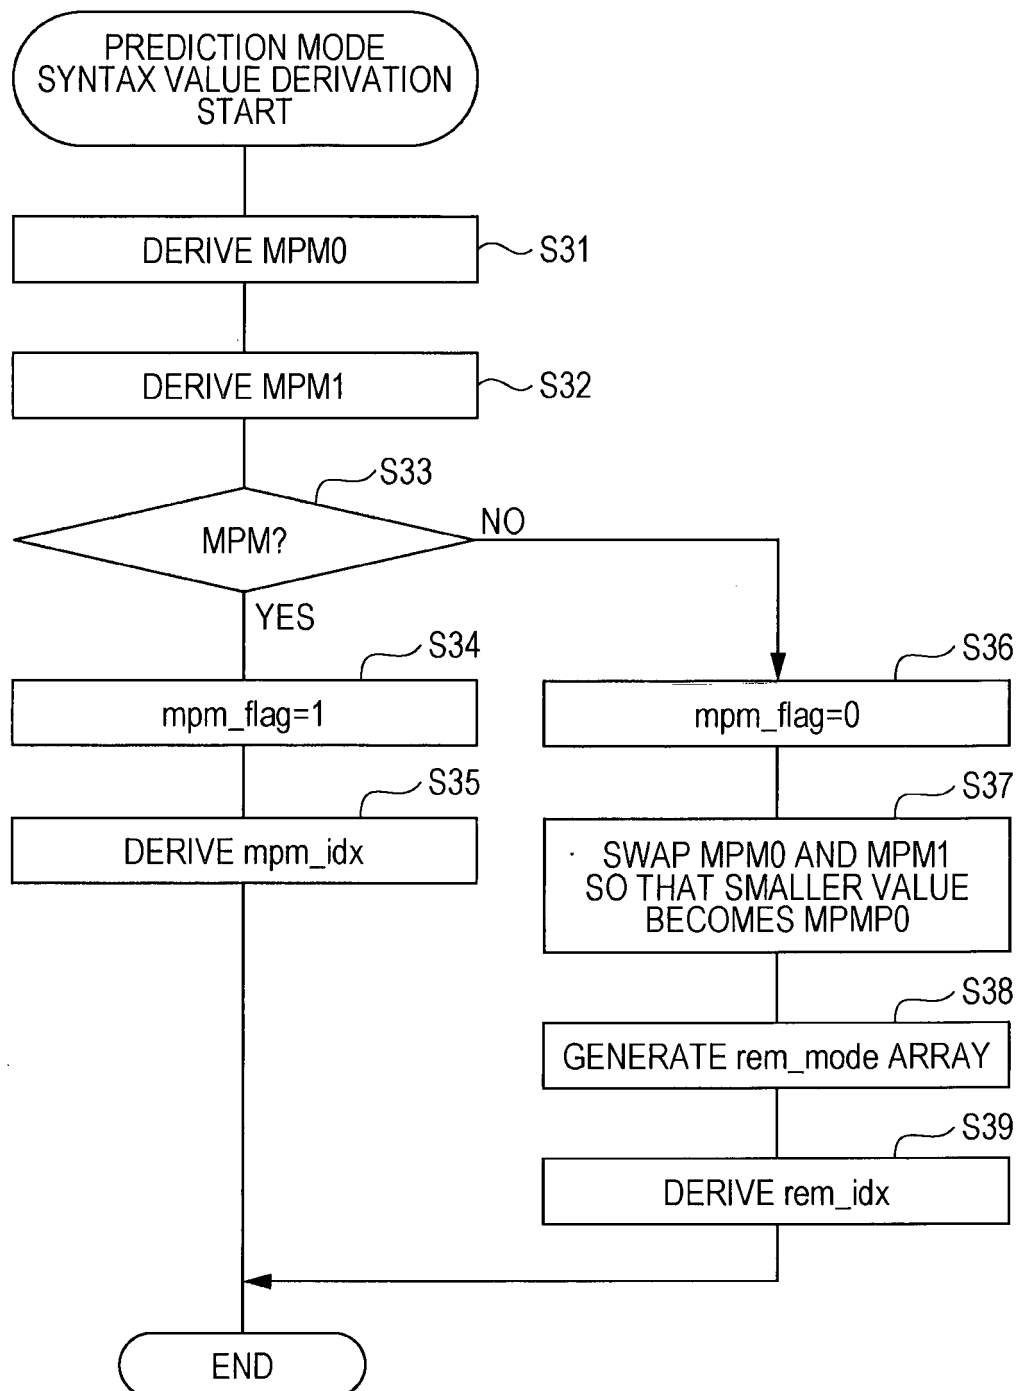 PREDICTION MODE
SYNTAX VALUE DERIVATION
START
DERIVE MPM0
S31
DERIVE MPM1
S32
S33
MPM?
NO
YES
S34
mpm_flag=1
S35
DERIVE mpm_idx
S36
mpm_flag=0
S37
SWAP MPM0 AND MPM1
SO THAT SMALLER VALUE
BECOMES MPMP0
S38
GENERATE rem_mode ARRAY
S39
DERIVE rem_idx
END